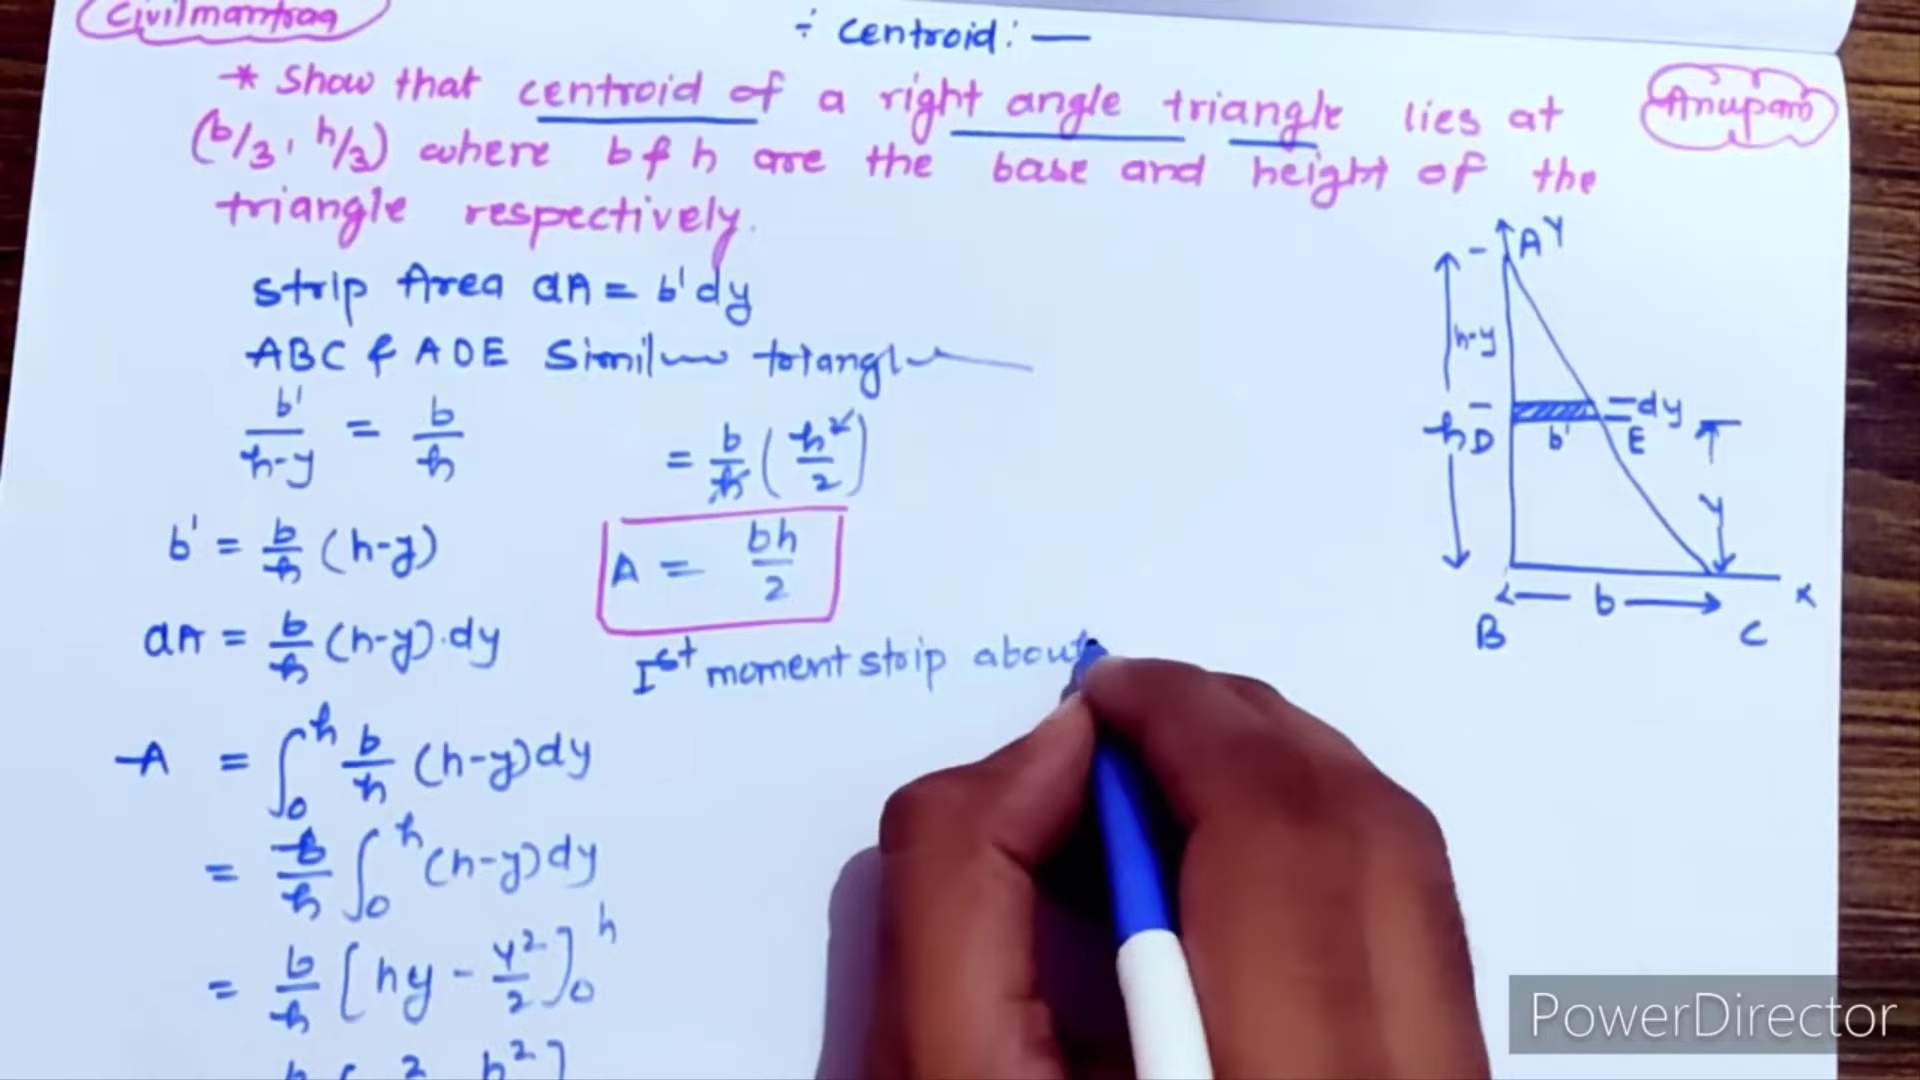 Civilmantraa
÷ Centroid: —
* Show that centroid of a right angle triangle lies at
(b/3, h/3) where b & h are the base and height of the
triangle respectively.
Anupam
Strip Area dA = b' dy
ABC & ADE Similar triangle
b'/h-y = b/h
b' = b/h (h-y)
dA = b/h (h-y).dy
A = ∫₀ʰ b/h (h-y)dy
= b/h ∫₀ʰ (h-y)dy
= b/h [hy - y²/2]₀ʰ
= b/h (h²/2)
A = bh/2
Ist moment strip about
A Y
h-y
h D b' E dy
y
b
B C x
PowerDirector